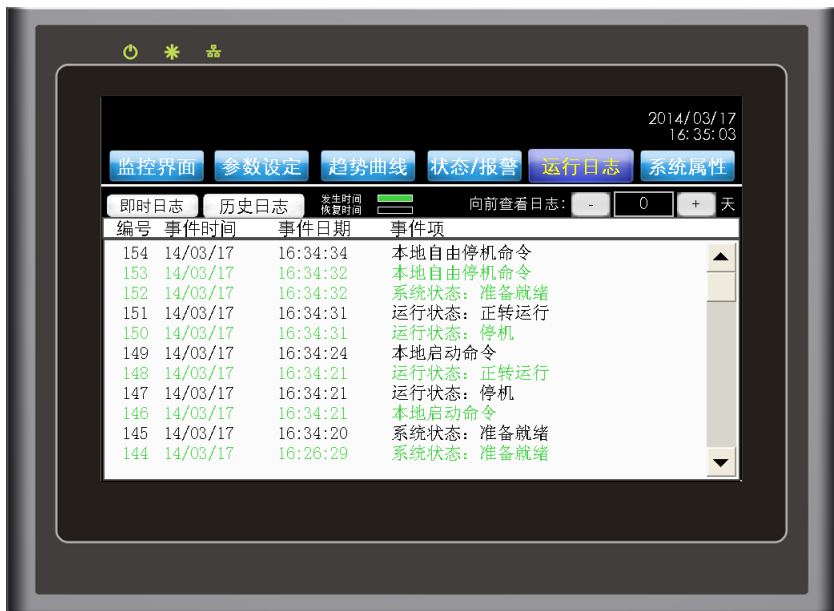 2014/03/17
16:35:03
监控界面 参数设定 趋势曲线 状态/报警 运行日志 系统属性
即时日志 历史日志 发生时间 向前查看日志: - 0 + 天
恢复时间
编号 事件时间 事件日期 事件项
154 14/03/17 16:34:34 本地自由停机命令
153 14/03/17 16:34:32 本地自由停机命令
152 14/03/17 16:34:32 系统状态: 准备就绪
151 14/03/17 16:34:31 运行状态: 正转运行
150 14/03/17 16:34:31 运行状态: 停机
149 14/03/17 16:34:24 本地启动命令
148 14/03/17 16:34:21 运行状态: 正转运行
147 14/03/17 16:34:21 运行状态: 停机
146 14/03/17 16:34:21 本地启动命令
145 14/03/17 16:34:20 系统状态: 准备就绪
144 14/03/17 16:26:29 系统状态: 准备就绪